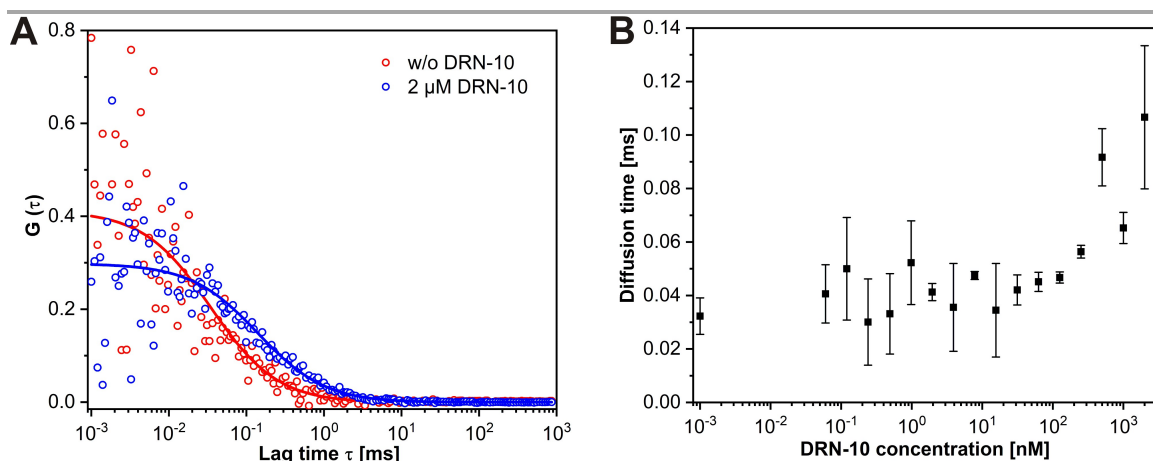 A
0.8
0.6
0.4
0.2
0.0
G (τ)
w/o DRN-10
2 µM DRN-10
10⁻³ 10⁻² 10⁻¹ 10⁰ 10¹ 10² 10³
Lag time τ [ms]
B
0.14
0.12
0.10
0.08
0.06
0.04
0.02
0.00
Diffusion time [ms]
10⁻³ 10⁻² 10⁻¹ 10⁰ 10¹ 10² 10³
DRN-10 concentration [nM]